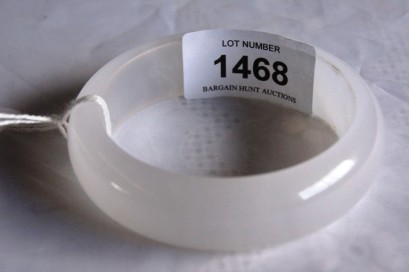 LOT NUMBER
1468
BARGAIN HUNT AUCTIONS